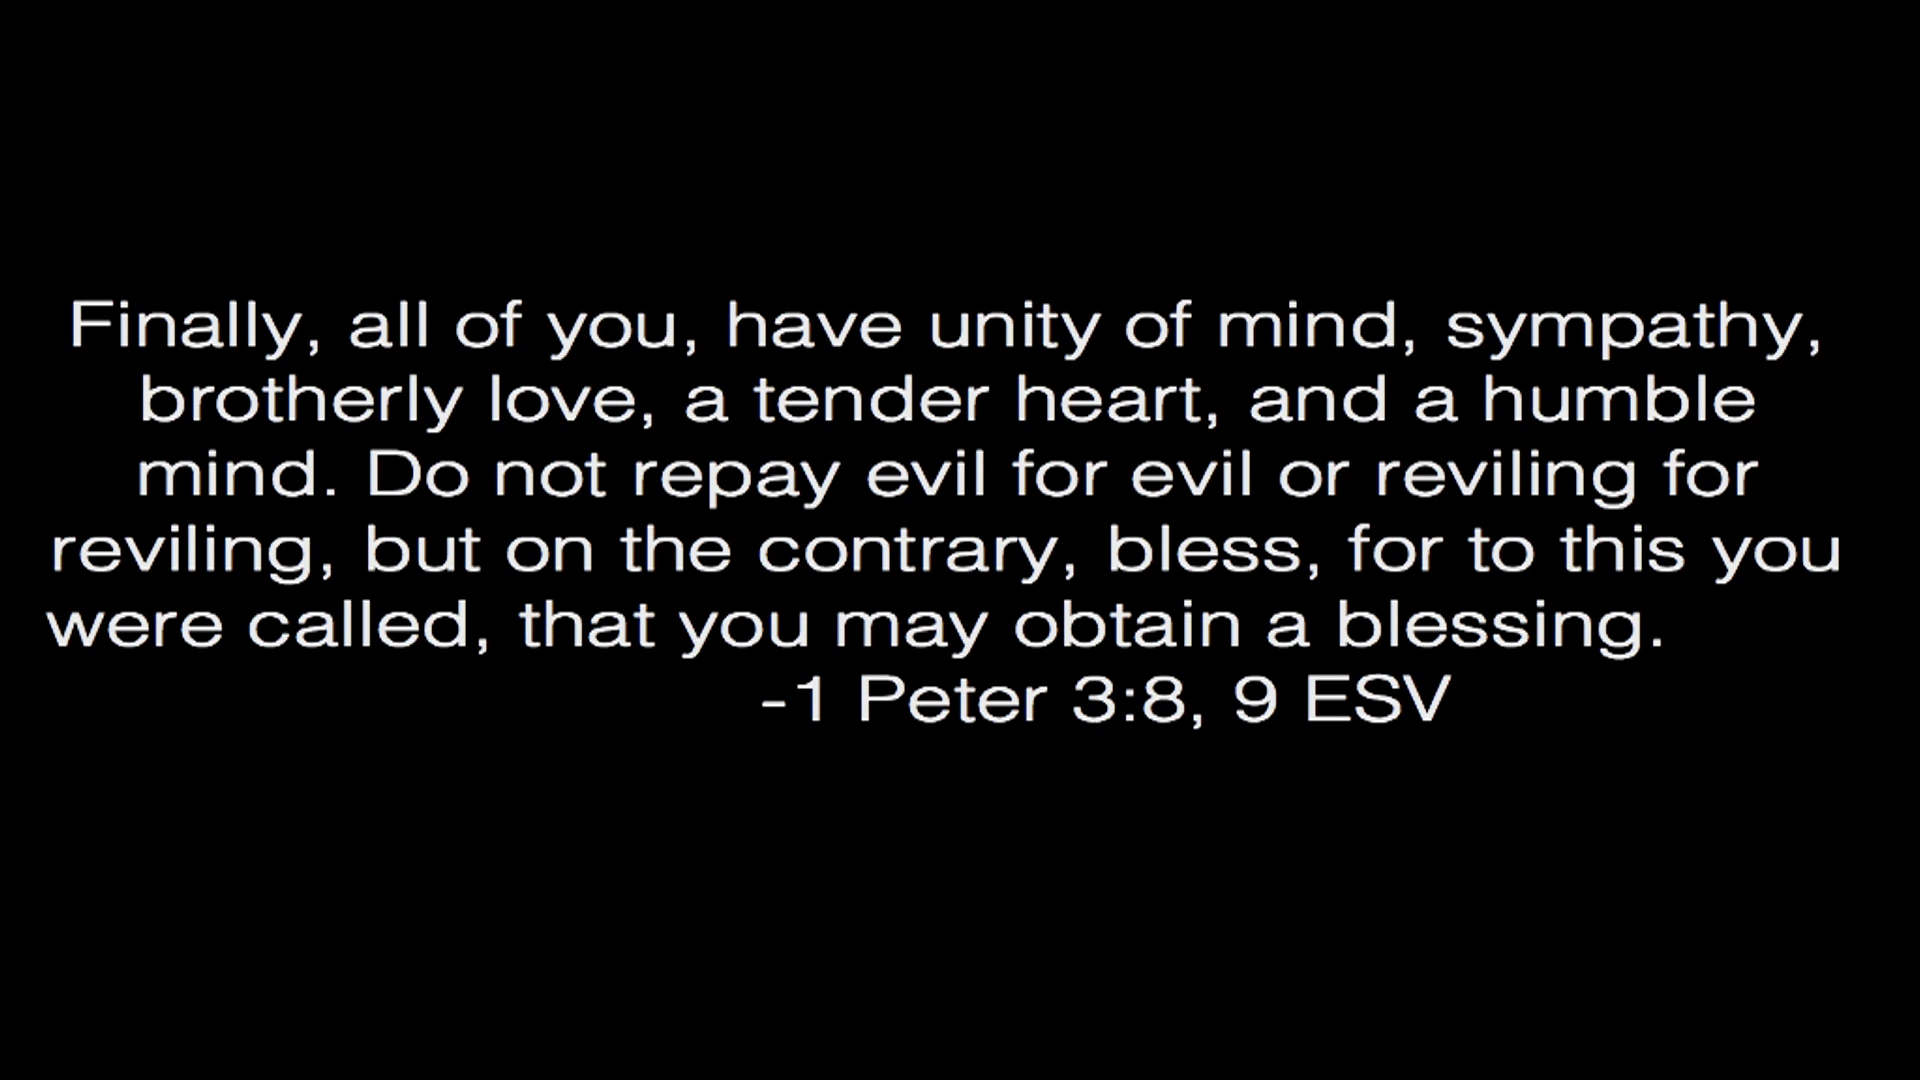 Finally, all of you, have unity of mind, sympathy,
brotherly love, a tender heart, and a humble
mind. Do not repay evil for evil or reviling for
reviling, but on the contrary, bless, for to this you
were called, that you may obtain a blessing.
-1 Peter 3:8, 9 ESV